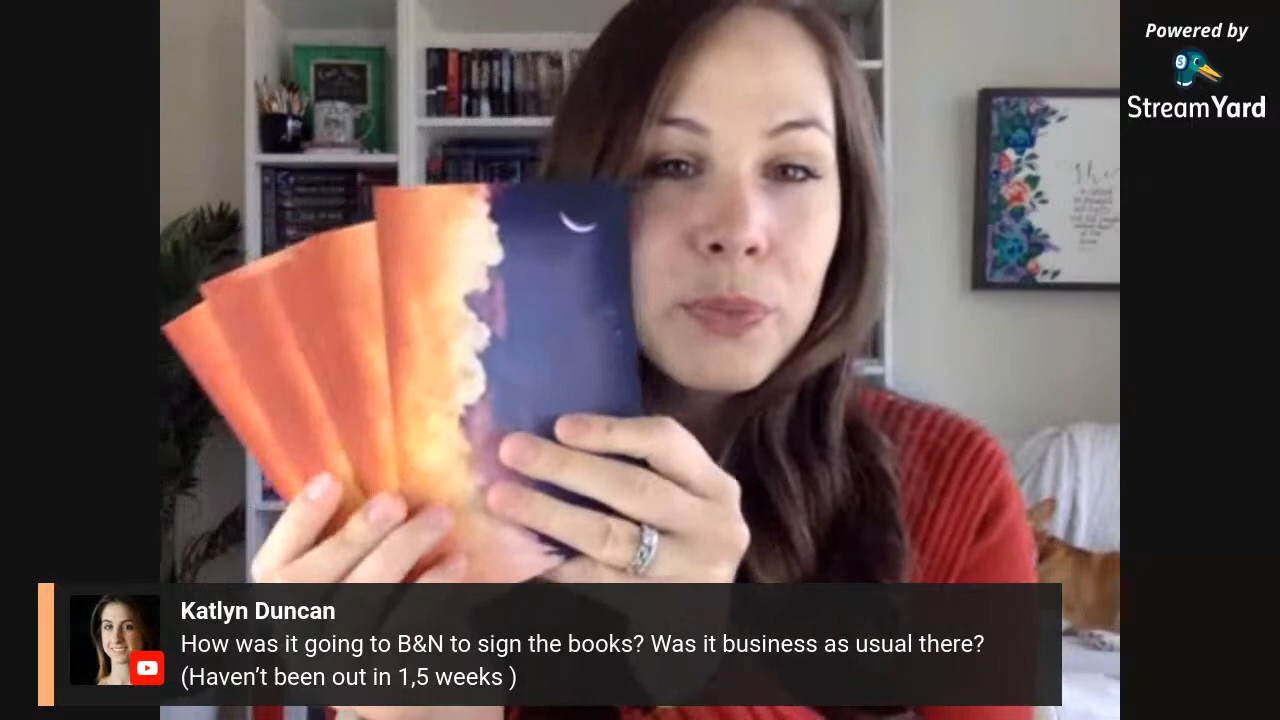 Powered by
StreamYard
She
Katlyn Duncan
How was it going to B&N to sign the books? Was it business as usual there?
(Haven’t been out in 1,5 weeks )